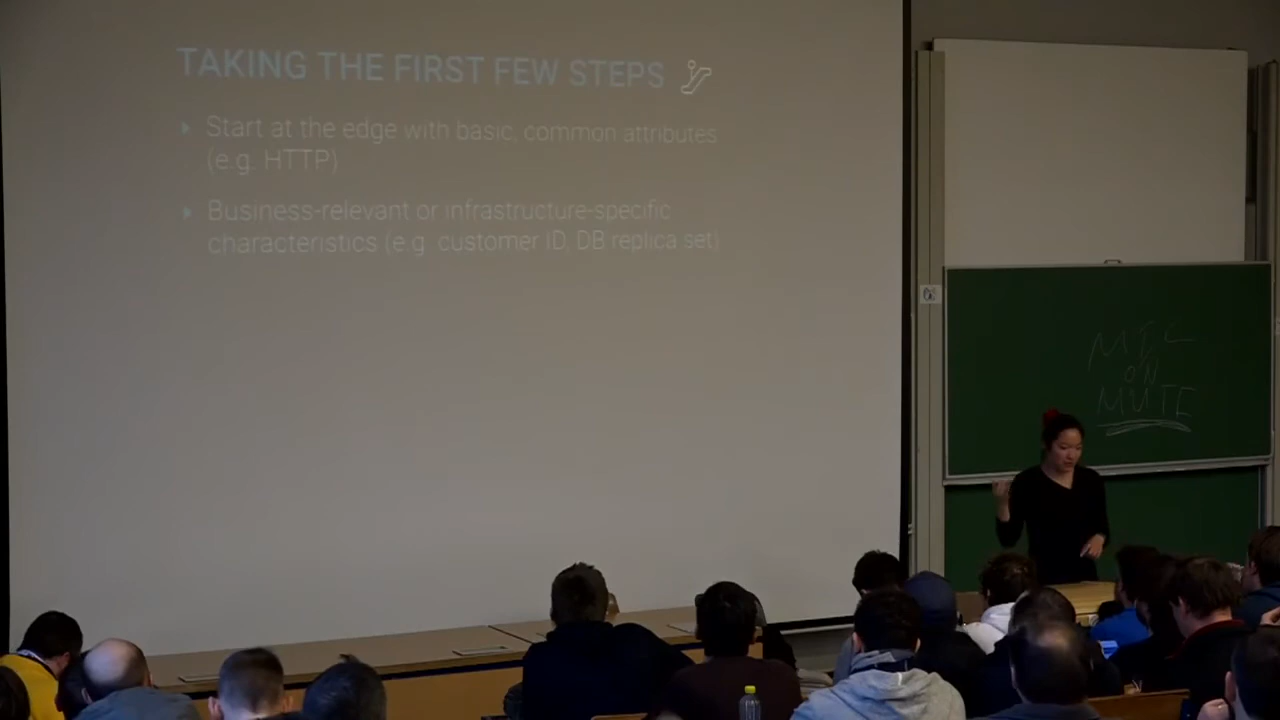 TAKING THE FIRST FEW STEPS
Start at the edge with basic, common attributes
(e.g. HTTP)
Business-relevant or infrastructure-specific
characteristics (e.g. customer ID, DB replica set)
MIC
ON
MUTE